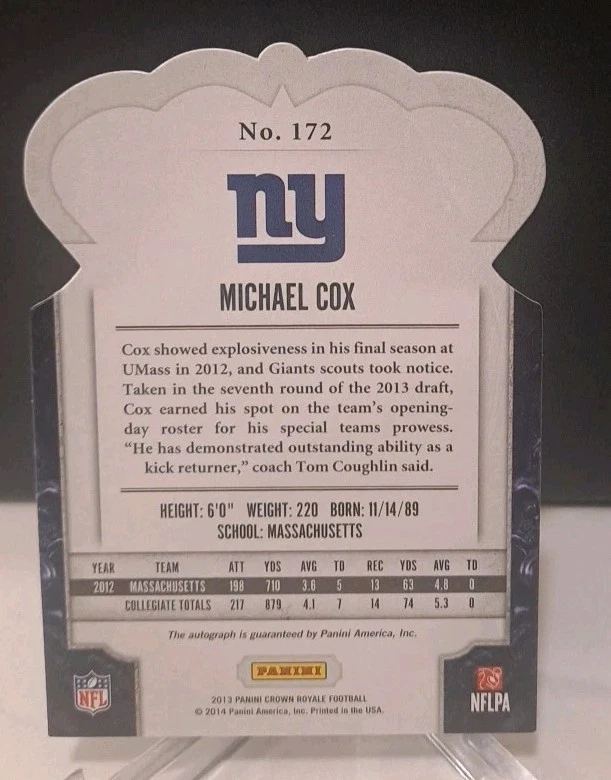 No. 172
ny
MICHAEL COX
Cox showed explosiveness in his final season at
UMass in 2012, and Giants scouts took notice.
Taken in the seventh round of the 2013 draft,
Cox earned his spot on the team's opening-
day roster for his special teams prowess.
“He has demonstrated outstanding ability as a
kick returner,” coach Tom Coughlin said.
HEIGHT: 6'0" WEIGHT: 220 BORN: 11/14/89
SCHOOL: MASSACHUSETTS
YEAR TEAM ATT YDS AVG TD REC YDS AVG TD
2012 MASSACHUSETTS 198 710 3.6 5 13 63 4.8 0
COLLEGIATE TOTALS 217 879 4.1 7 14 74 5.3 0
The autograph is guaranteed by Panini America, Inc.
PANINI
NFL
NFLPA
2013 PANINI CROWN ROYALE FOOTBALL
© 2014 Panini America, Inc. Printed in the USA.